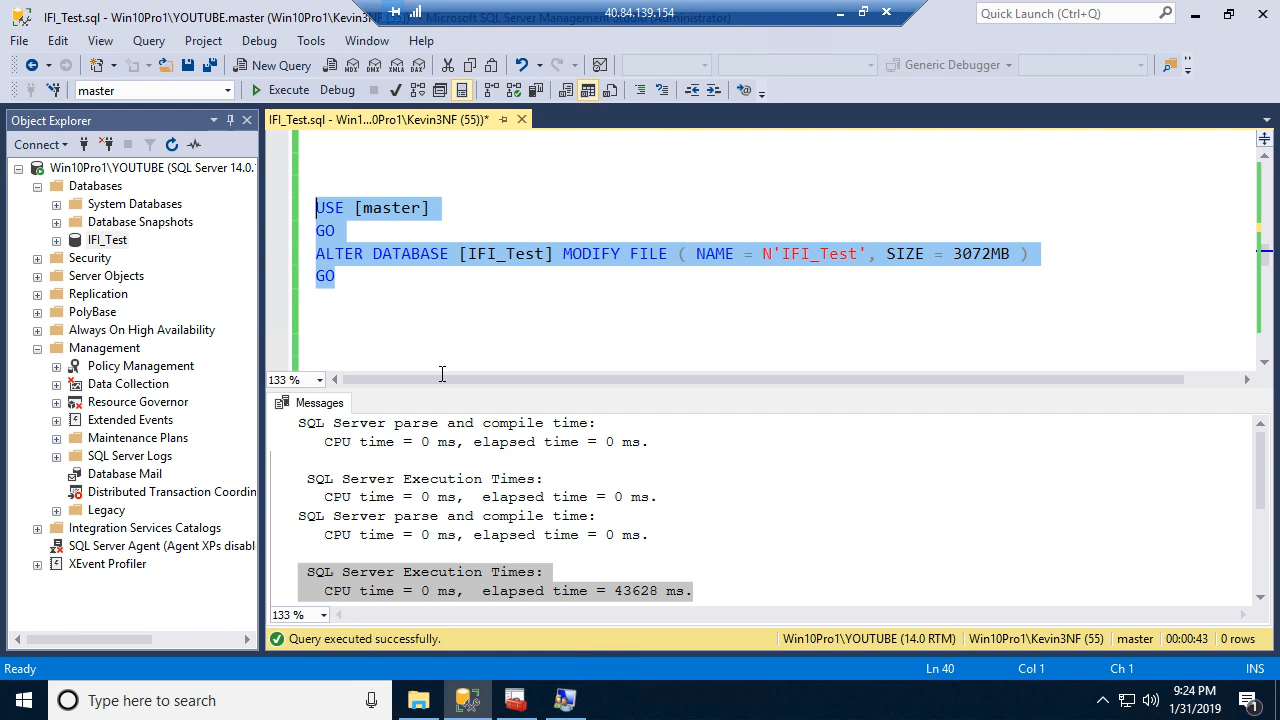 IFI_Test.sql - Win10Pro1\YOUTUBE.master (Win10Pro1\Kevin3NF (55))* - Microsoft SQL Server Management Studio (Administrator)
40.84.139.154
Quick Launch (Ctrl+Q)
File Edit View Query Project Debug Tools Window Help
New Query MDX DMX XMLA DAX Generic Debugger
master Execute Debug
Object Explorer
IFI_Test.sql - Win1...0Pro1\Kevin3NF (55))*
Connect
Win10Pro1\YOUTUBE (SQL Server 14.0.
Databases
System Databases
Database Snapshots
IFI_Test
Security
Server Objects
Replication
PolyBase
Always On High Availability
Management
Policy Management
Data Collection
Resource Governor
Extended Events
Maintenance Plans
SQL Server Logs
Database Mail
Distributed Transaction Coordin
Legacy
Integration Services Catalogs
SQL Server Agent (Agent XPs disabl
XEvent Profiler
USE [master]
GO
ALTER DATABASE [IFI_Test] MODIFY FILE ( NAME = N'IFI_Test', SIZE = 3072MB )
GO
133 %
Messages
SQL Server parse and compile time:
CPU time = 0 ms, elapsed time = 0 ms.
SQL Server Execution Times:
CPU time = 0 ms,  elapsed time = 0 ms.
SQL Server parse and compile time:
CPU time = 0 ms, elapsed time = 0 ms.
SQL Server Execution Times:
CPU time = 0 ms,  elapsed time = 43628 ms.
133 %
Query executed successfully. Win10Pro1\YOUTUBE (14.0 RTM) Win10Pro1\Kevin3NF (55) master 00:00:43 0 rows
Ready Ln 40 Col 1 Ch 1 INS
Type here to search
9:24 PM
1/31/2019
1